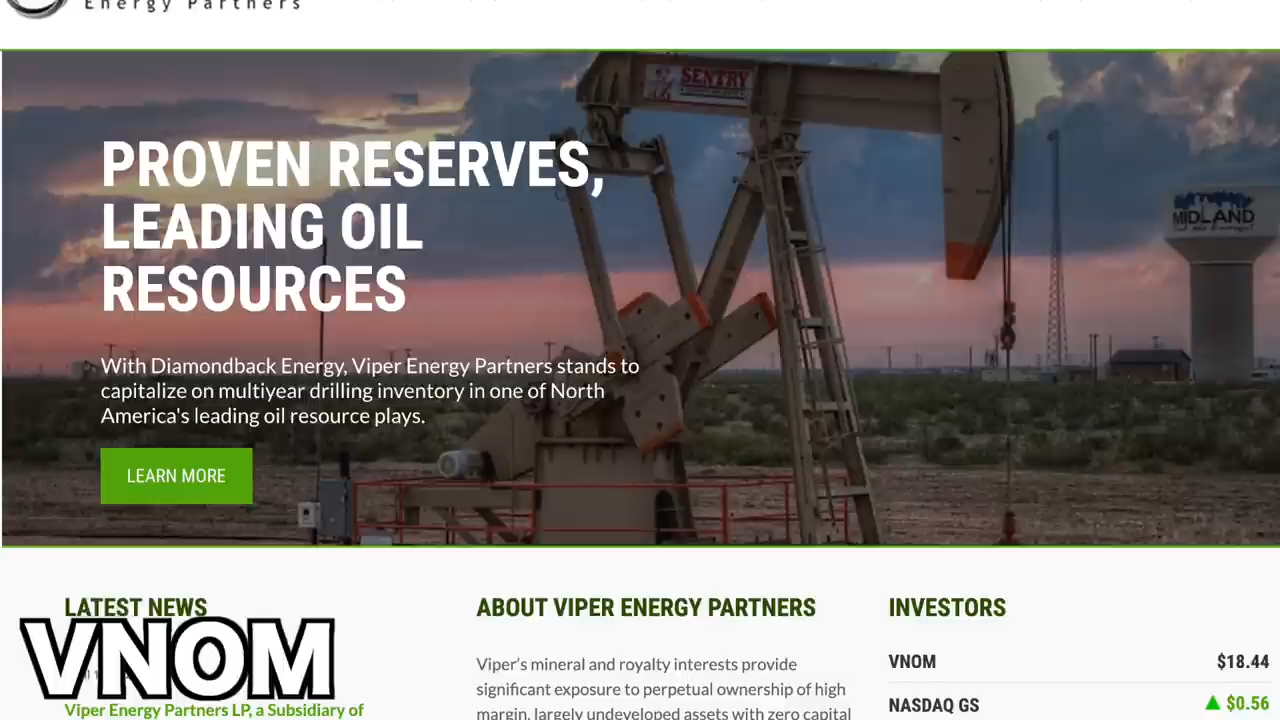 Energy Partners
SENTRY
MIDLAND
PROVEN RESERVES,
LEADING OIL
RESOURCES
With Diamondback Energy, Viper Energy Partners stands to
capitalize on multiyear drilling inventory in one of North
America's leading oil resource plays.
LEARN MORE
LATEST NEWS
VNOM
Viper Energy Partners LP, a Subsidiary of
ABOUT VIPER ENERGY PARTNERS
Viper's mineral and royalty interests provide
significant exposure to perpetual ownership of high
margin, largely undeveloped assets with zero capital
INVESTORS
VNOM $18.44
NASDAQ GS ▲ $0.56